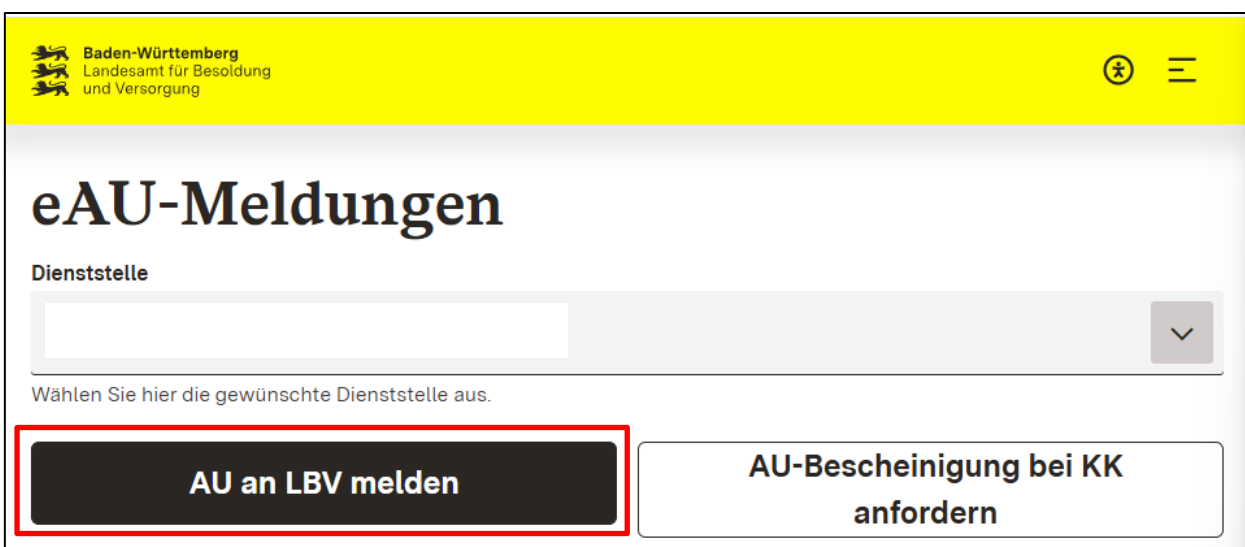 Baden-Württemberg
Landesamt für Besoldung
und Versorgung
eAU-Meldungen
Dienststelle
Wählen Sie hier die gewünschte Dienststelle aus.
AU an LBV melden
AU-Bescheinigung bei KK
anfordern